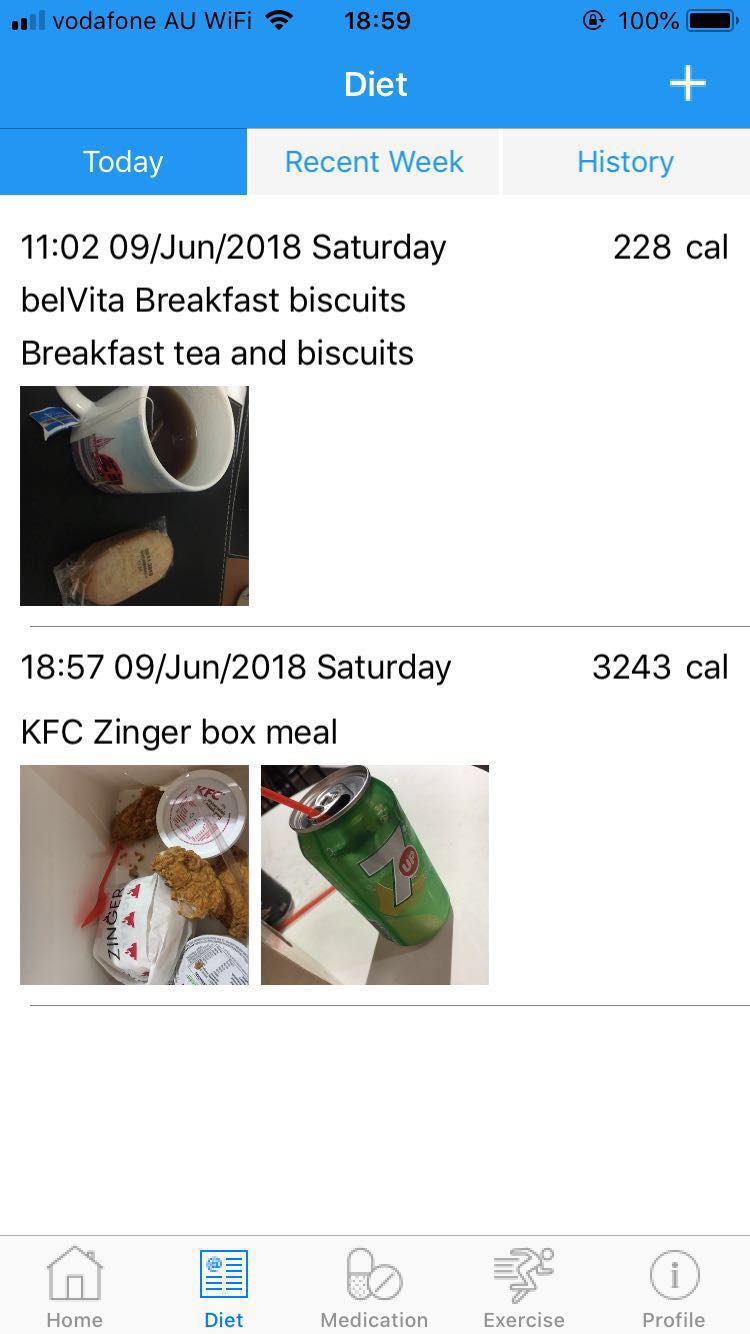 vodafone AU WiFi 18:59 100%
Diet
Today Recent Week History
11:02 09/Jun/2018 Saturday 228 cal
belVita Breakfast biscuits
Breakfast tea and biscuits
18:57 09/Jun/2018 Saturday 3243 cal
KFC Zinger box meal
KFC
ZINGER
7UP
Home Diet Medication Exercise Profile